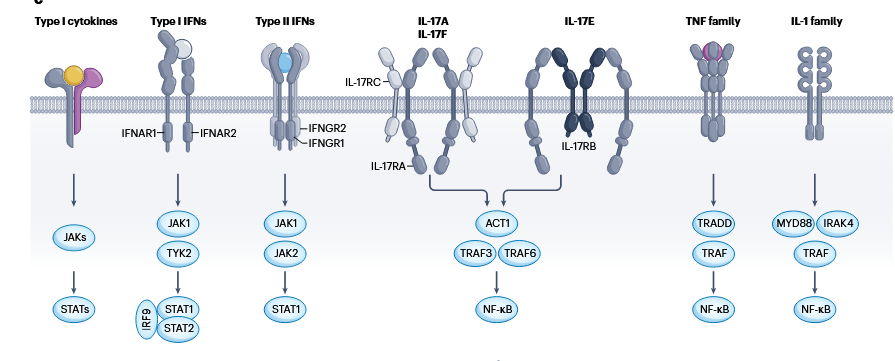 Type I cytokines
Type I IFNs
Type II IFNs
IL-17A
IL-17F
IL-17E
TNF family
IL-1 family
IL-17RC
IFNAR1
IFNAR2
IFNGR2
IFNGR1
IL-17RB
IL-17RA
JAKs
JAK1
TYK2
JAK1
JAK2
ACT1
TRAF3
TRAF6
TRADD
TRAF
MYD88
IRAK4
TRAF
STATs
IRF9
STAT1
STAT2
STAT1
NF-κB
NF-κB
NF-κB